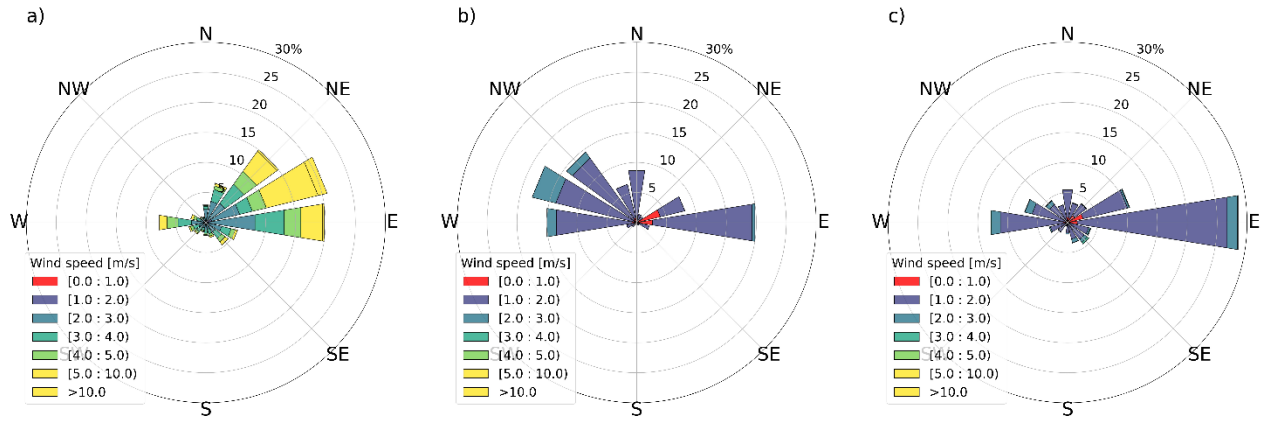 a)
N
30%
25
20
15
10
5
NW
NE
W
E
SW
SE
S
Wind speed [m/s]
[0.0 : 1.0)
[1.0 : 2.0)
[2.0 : 3.0)
[3.0 : 4.0)
[4.0 : 5.0)
[5.0 : 10.0)
>10.0
b)
N
30%
25
20
15
10
5
NW
NE
W
E
SW
SE
S
Wind speed [m/s]
[0.0 : 1.0)
[1.0 : 2.0)
[2.0 : 3.0)
[3.0 : 4.0)
[4.0 : 5.0)
[5.0 : 10.0)
>10.0
c)
N
30%
25
20
15
10
5
NW
NE
W
E
SW
SE
S
Wind speed [m/s]
[0.0 : 1.0)
[1.0 : 2.0)
[2.0 : 3.0)
[3.0 : 4.0)
[4.0 : 5.0)
[5.0 : 10.0)
>10.0